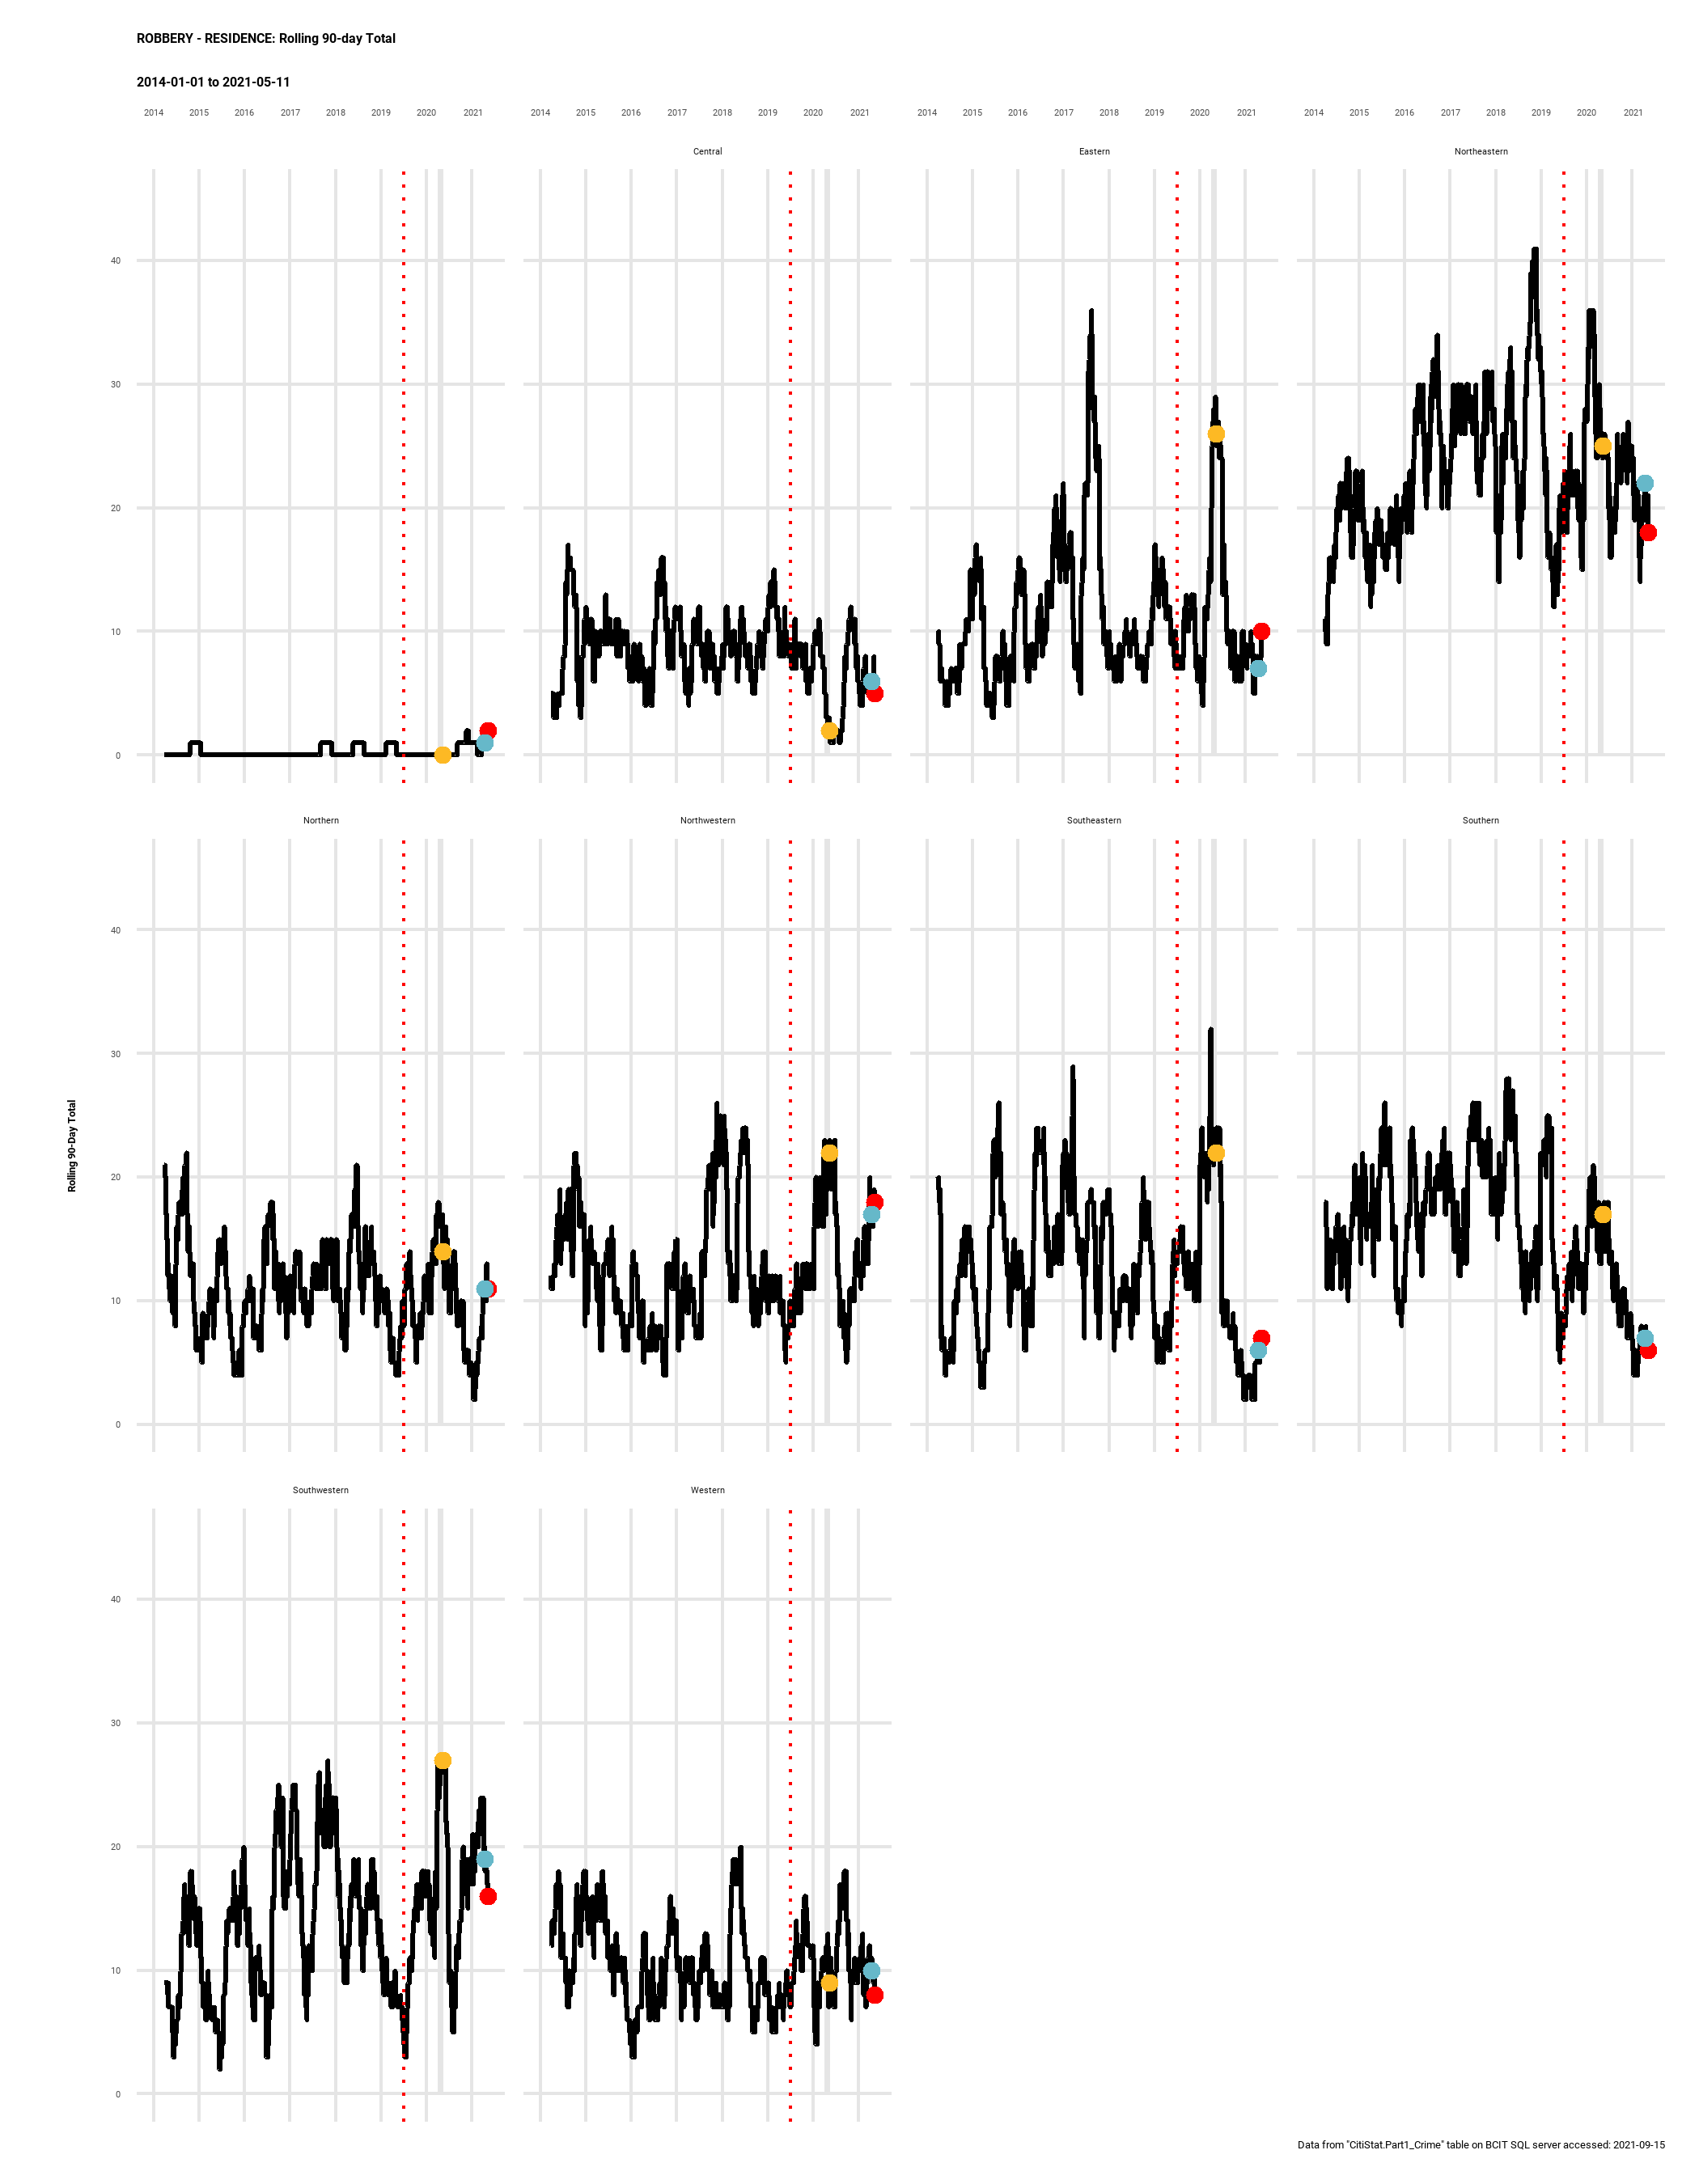 ROBBERY - RESIDENCE: Rolling 90-day Total
2014-01-01 to 2021-05-11
2014 2015 2016 2017 2018 2019 2020 2021 2014 2015 2016 2017 2018 2019 2020 2021 2014 2015 2016 2017 2018 2019 2020 2021 2014 2015 2016 2017 2018 2019 2020 2021
Central Eastern Northeastern
40
30
20
10
0
Northern Northwestern Southeastern Southern
40
30
20
10
0
Rolling 90-Day Total
Southwestern Western
40
30
20
10
0
Data from "CitiStat.Part1_Crime" table on BCIT SQL server accessed: 2021-09-15